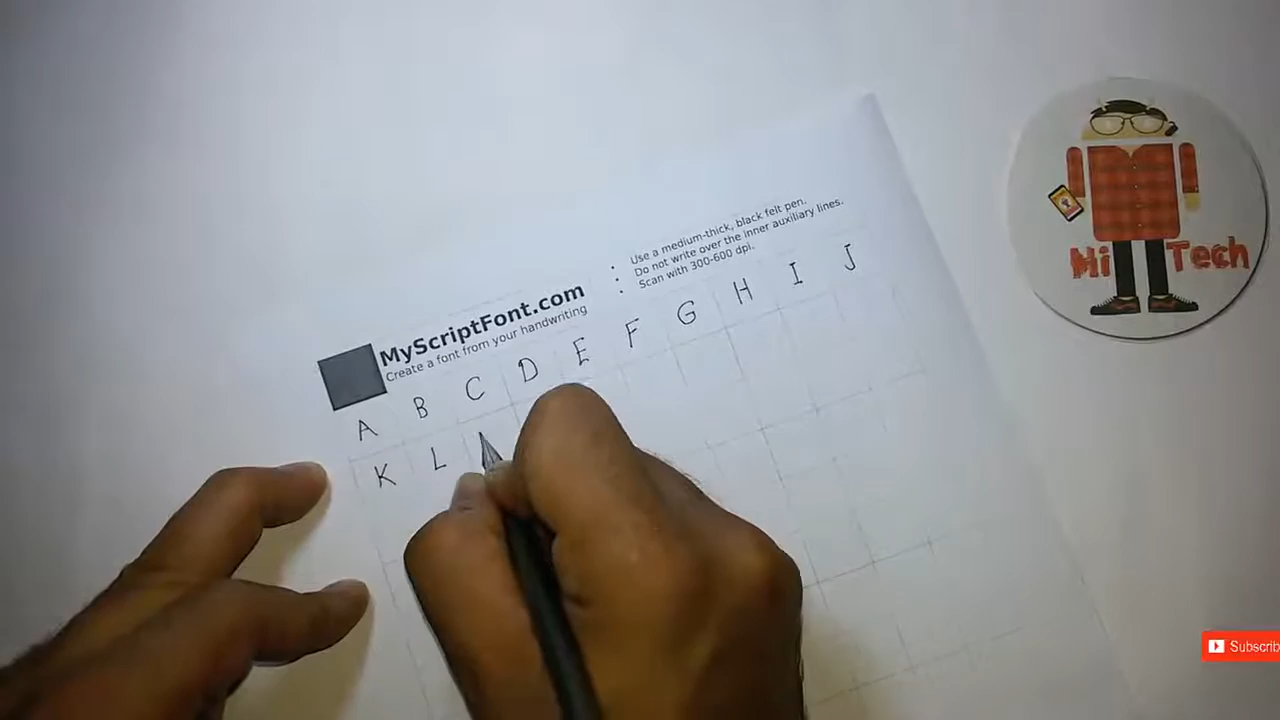 MyScriptFont.com
Create a font from your handwriting
Use a medium-thick, black felt pen.
Do not write over the inner auxiliary lines.
Scan with 300-600 dpi.
A B C D E F G H I J
K L
Mi Tech
Subscrib